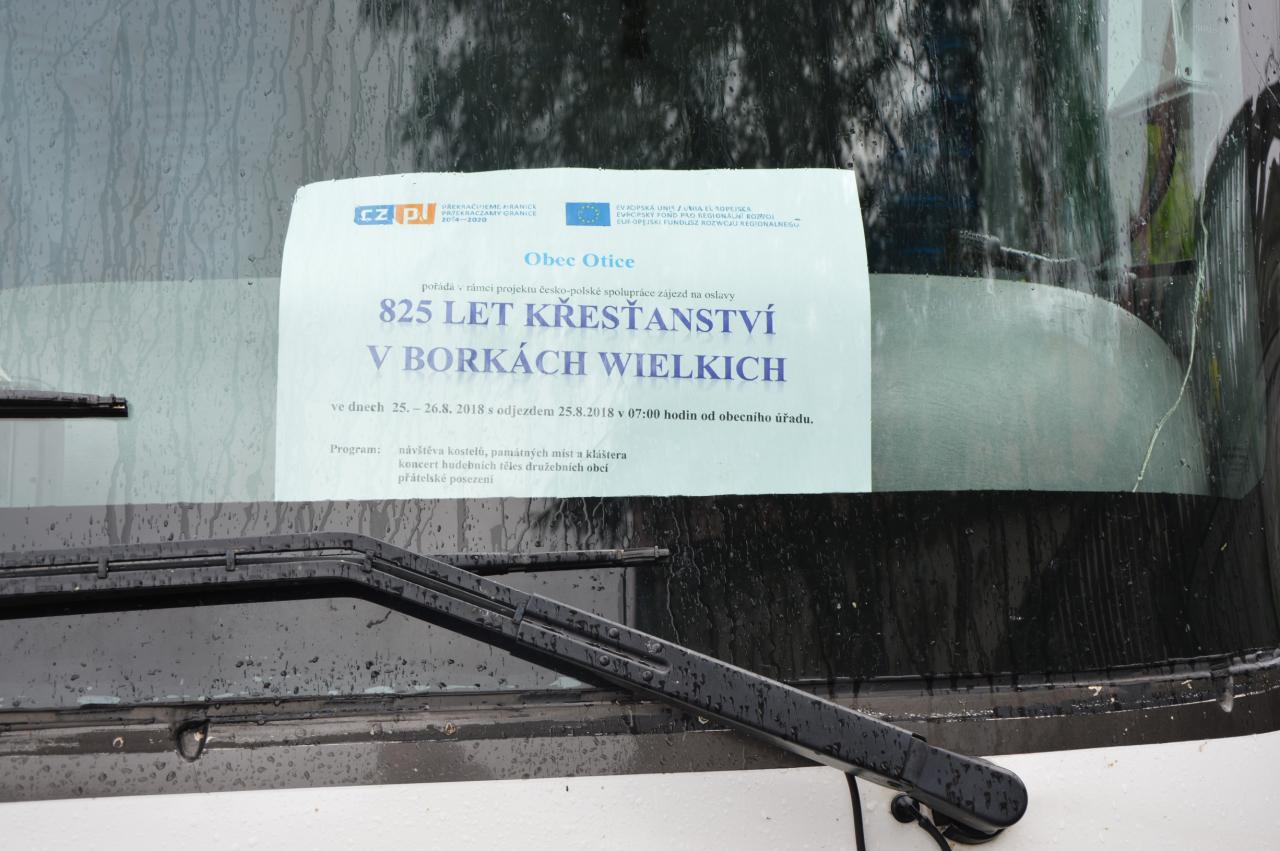 cz pl
PŘEKRAČUJEME HRANICE
PRZEKRACZAMY GRANICE
2014—2020
EVROPSKÁ UNIE / UNIA EUROPEJSKA
EVROPSKÝ FOND PRO REGIONÁLNÍ ROZVOJ
EUROPEJSKI FUNDUSZ ROZWOJU REGIONALNEGO
Obec Otice
pořádá v rámci projektu česko-polské spolupráce zájezd na oslavy
825 LET KŘESŤANSTVÍ
V BORKÁCH WIELKICH
ve dnech 25. – 26.8. 2018 s odjezdem 25.8.2018 v 07:00 hodin od obecního úřadu.
Program: návštěva kostelů, památných míst a kláštera
koncert hudebních těles družebních obcí
přátelské posezení